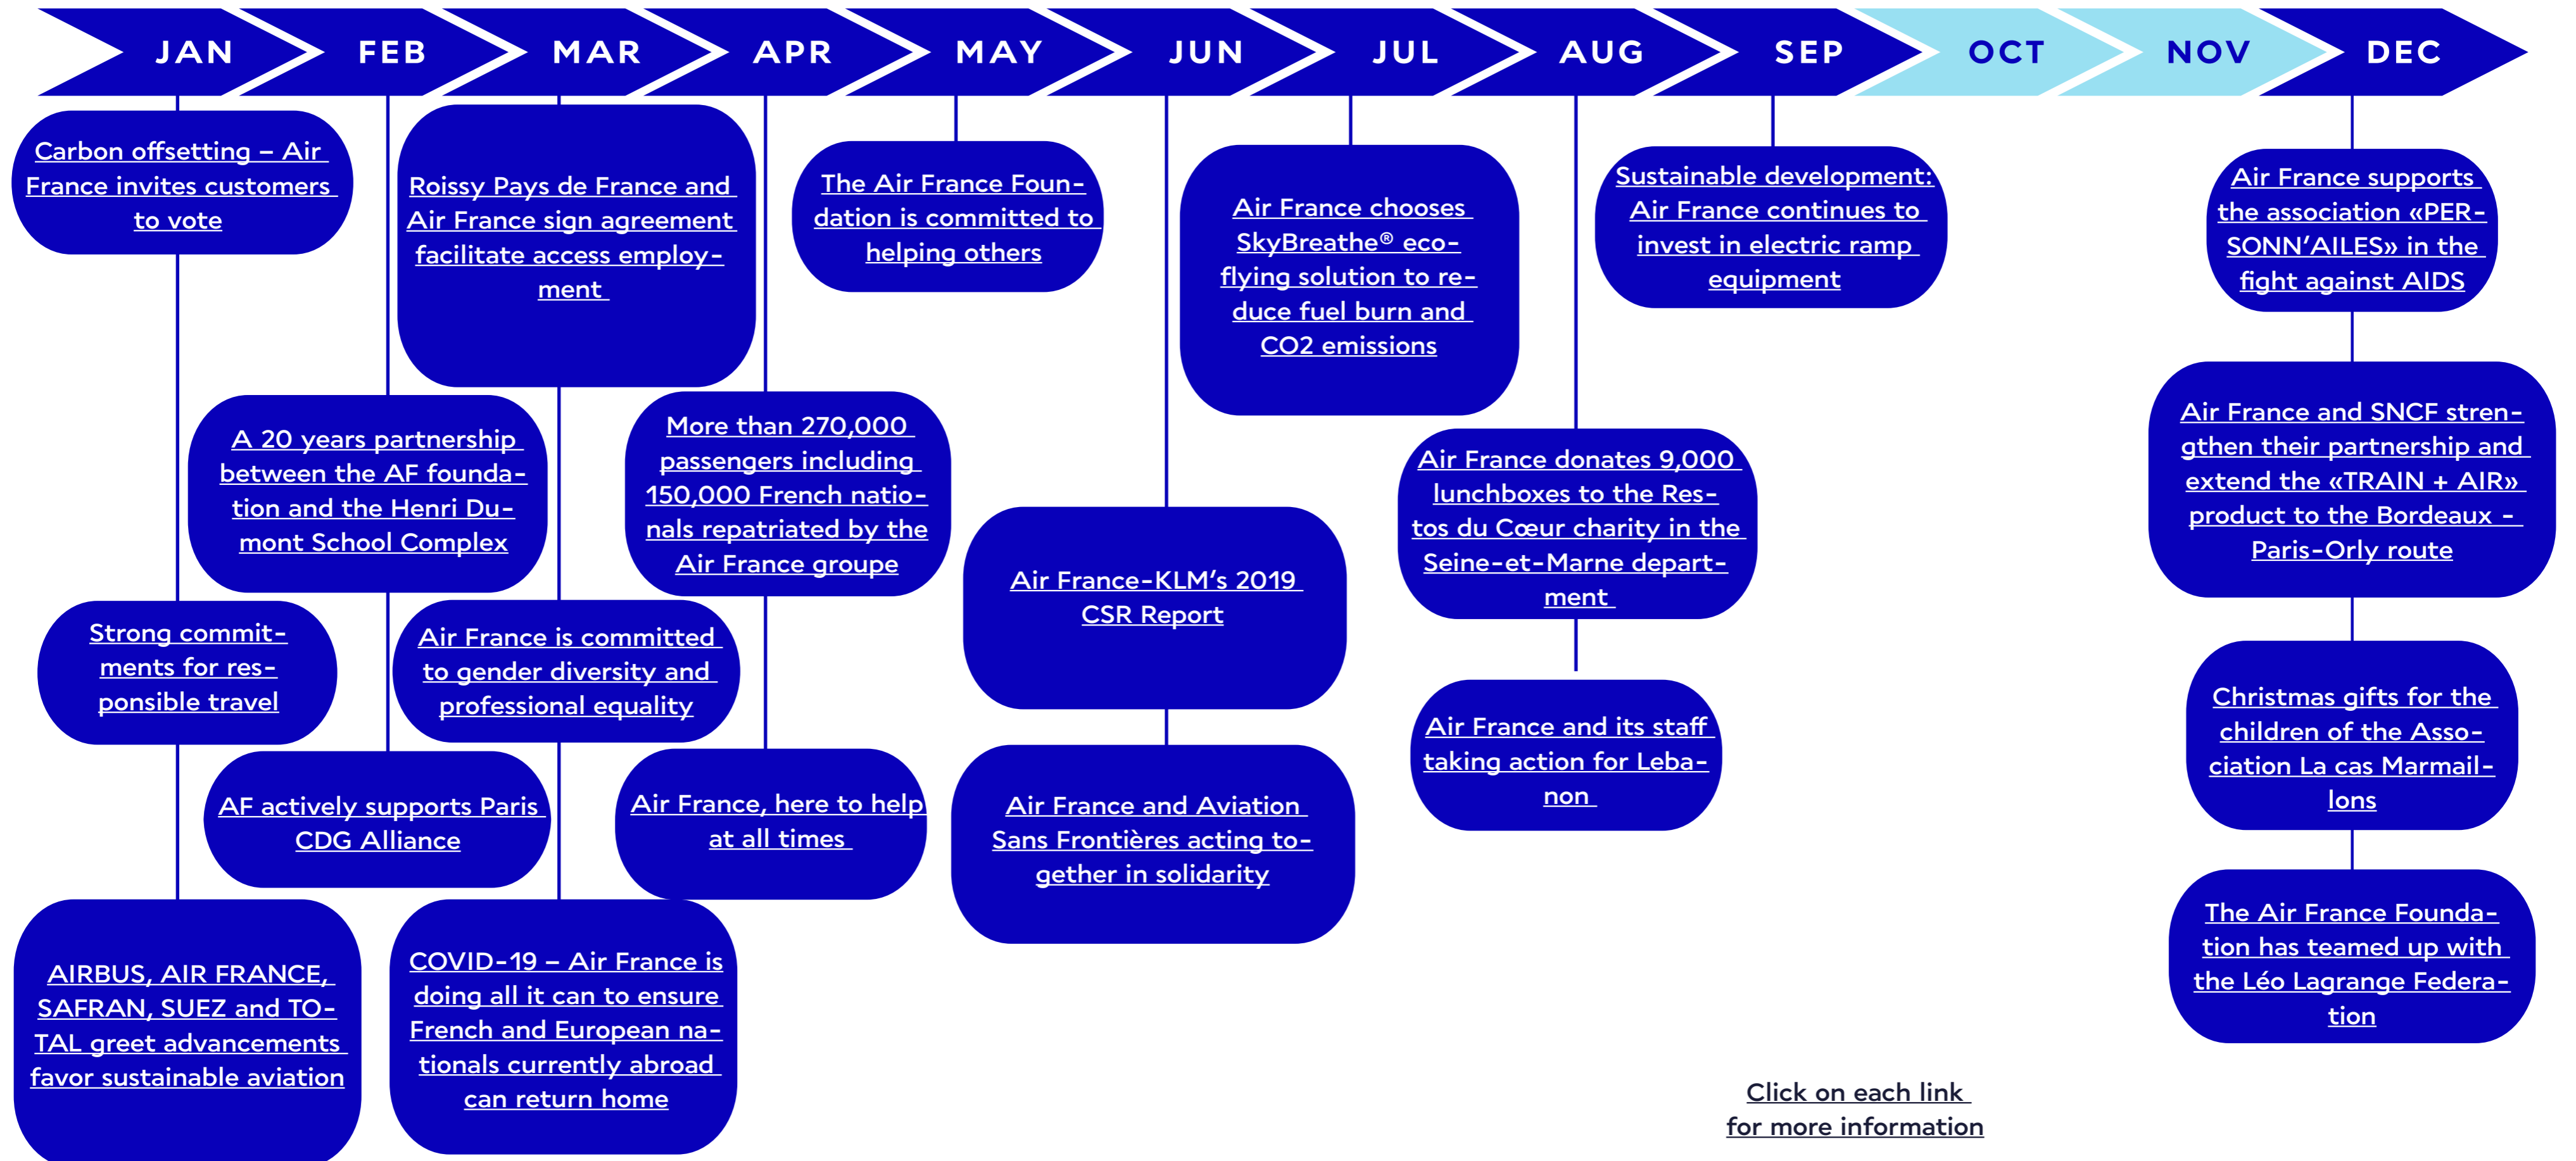 JAN
FEB
MAR
APR
MAY
JUN
JUL
AUG
SEP
OCT
NOV
DEC
Carbon offsetting – Air
France invites customers
to vote
Strong commit-
ments for res-
ponsible travel
AIRBUS, AIR FRANCE,
SAFRAN, SUEZ and TO-
TAL greet advancements
favor sustainable aviation
A 20 years partnership
between the AF founda-
tion and the Henri Du-
mont School Complex
AF actively supports Paris
CDG Alliance
Roissy Pays de France and
Air France sign agreement
facilitate access employ-
ment
Air France is committed
to gender diversity and
professional equality
COVID-19 – Air France is
doing all it can to ensure
French and European na-
tionals currently abroad
can return home
More than 270,000
passengers including
150,000 French natio-
nals repatriated by the
Air France groupe
Air France, here to help
at all times
The Air France Foun-
dation is committed to
helping others
Air France-KLM's 2019
CSR Report
Air France and Aviation
Sans Frontières acting to-
gether in solidarity
Air France chooses
SkyBreathe® eco-
flying solution to re-
duce fuel burn and
CO2 emissions
Air France donates 9,000
lunchboxes to the Res-
tos du Cœur charity in the
Seine-et-Marne depart-
ment
Air France and its staff
taking action for Leba-
non
Sustainable development:
Air France continues to
invest in electric ramp
equipment
Air France supports
the association «PER-
SONN'AILES» in the
fight against AIDS
Air France and SNCF stren-
gthen their partnership and
extend the «TRAIN + AIR»
product to the Bordeaux -
Paris-Orly route
Christmas gifts for the
children of the Asso-
ciation La cas Marmail-
lons
The Air France Founda-
tion has teamed up with
the Léo Lagrange Federa-
tion
Click on each link
for more information